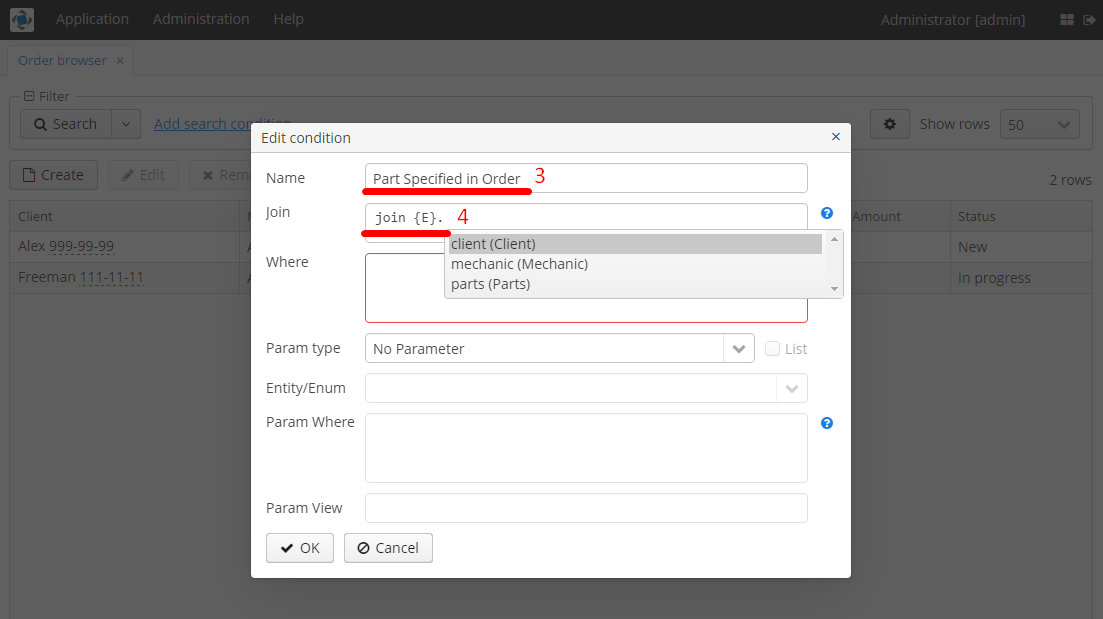 Application Administration Help Administrator [admin]
Order browser ×
Filter
Search Add search condition Show rows 50
Create Edit Rem 2 rows
Client Amount Status
Alex 999-99-99 New
Freeman 111-11-11 In progress
Edit condition ×
Name Part Specified in Order 3
Join join {E}. 4
client (Client)
Where
mechanic (Mechanic)
parts (Parts)
Param type No Parameter List
Entity/Enum
Param Where
Param View
OK Cancel